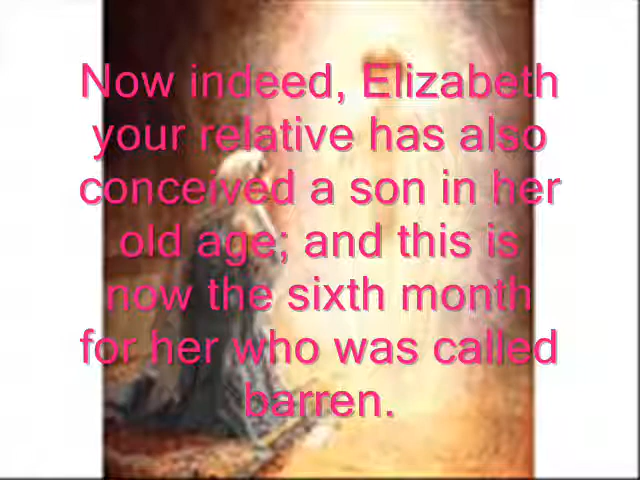 Now indeed, Elizabeth
your relative has also
conceived a son in her
old age; and this is
now the sixth month
for her who was called
barren.